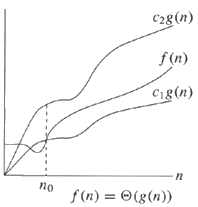 c₂g(n)
f(n)
c₁g(n)
n
n₀
f(n) = Θ(g(n))